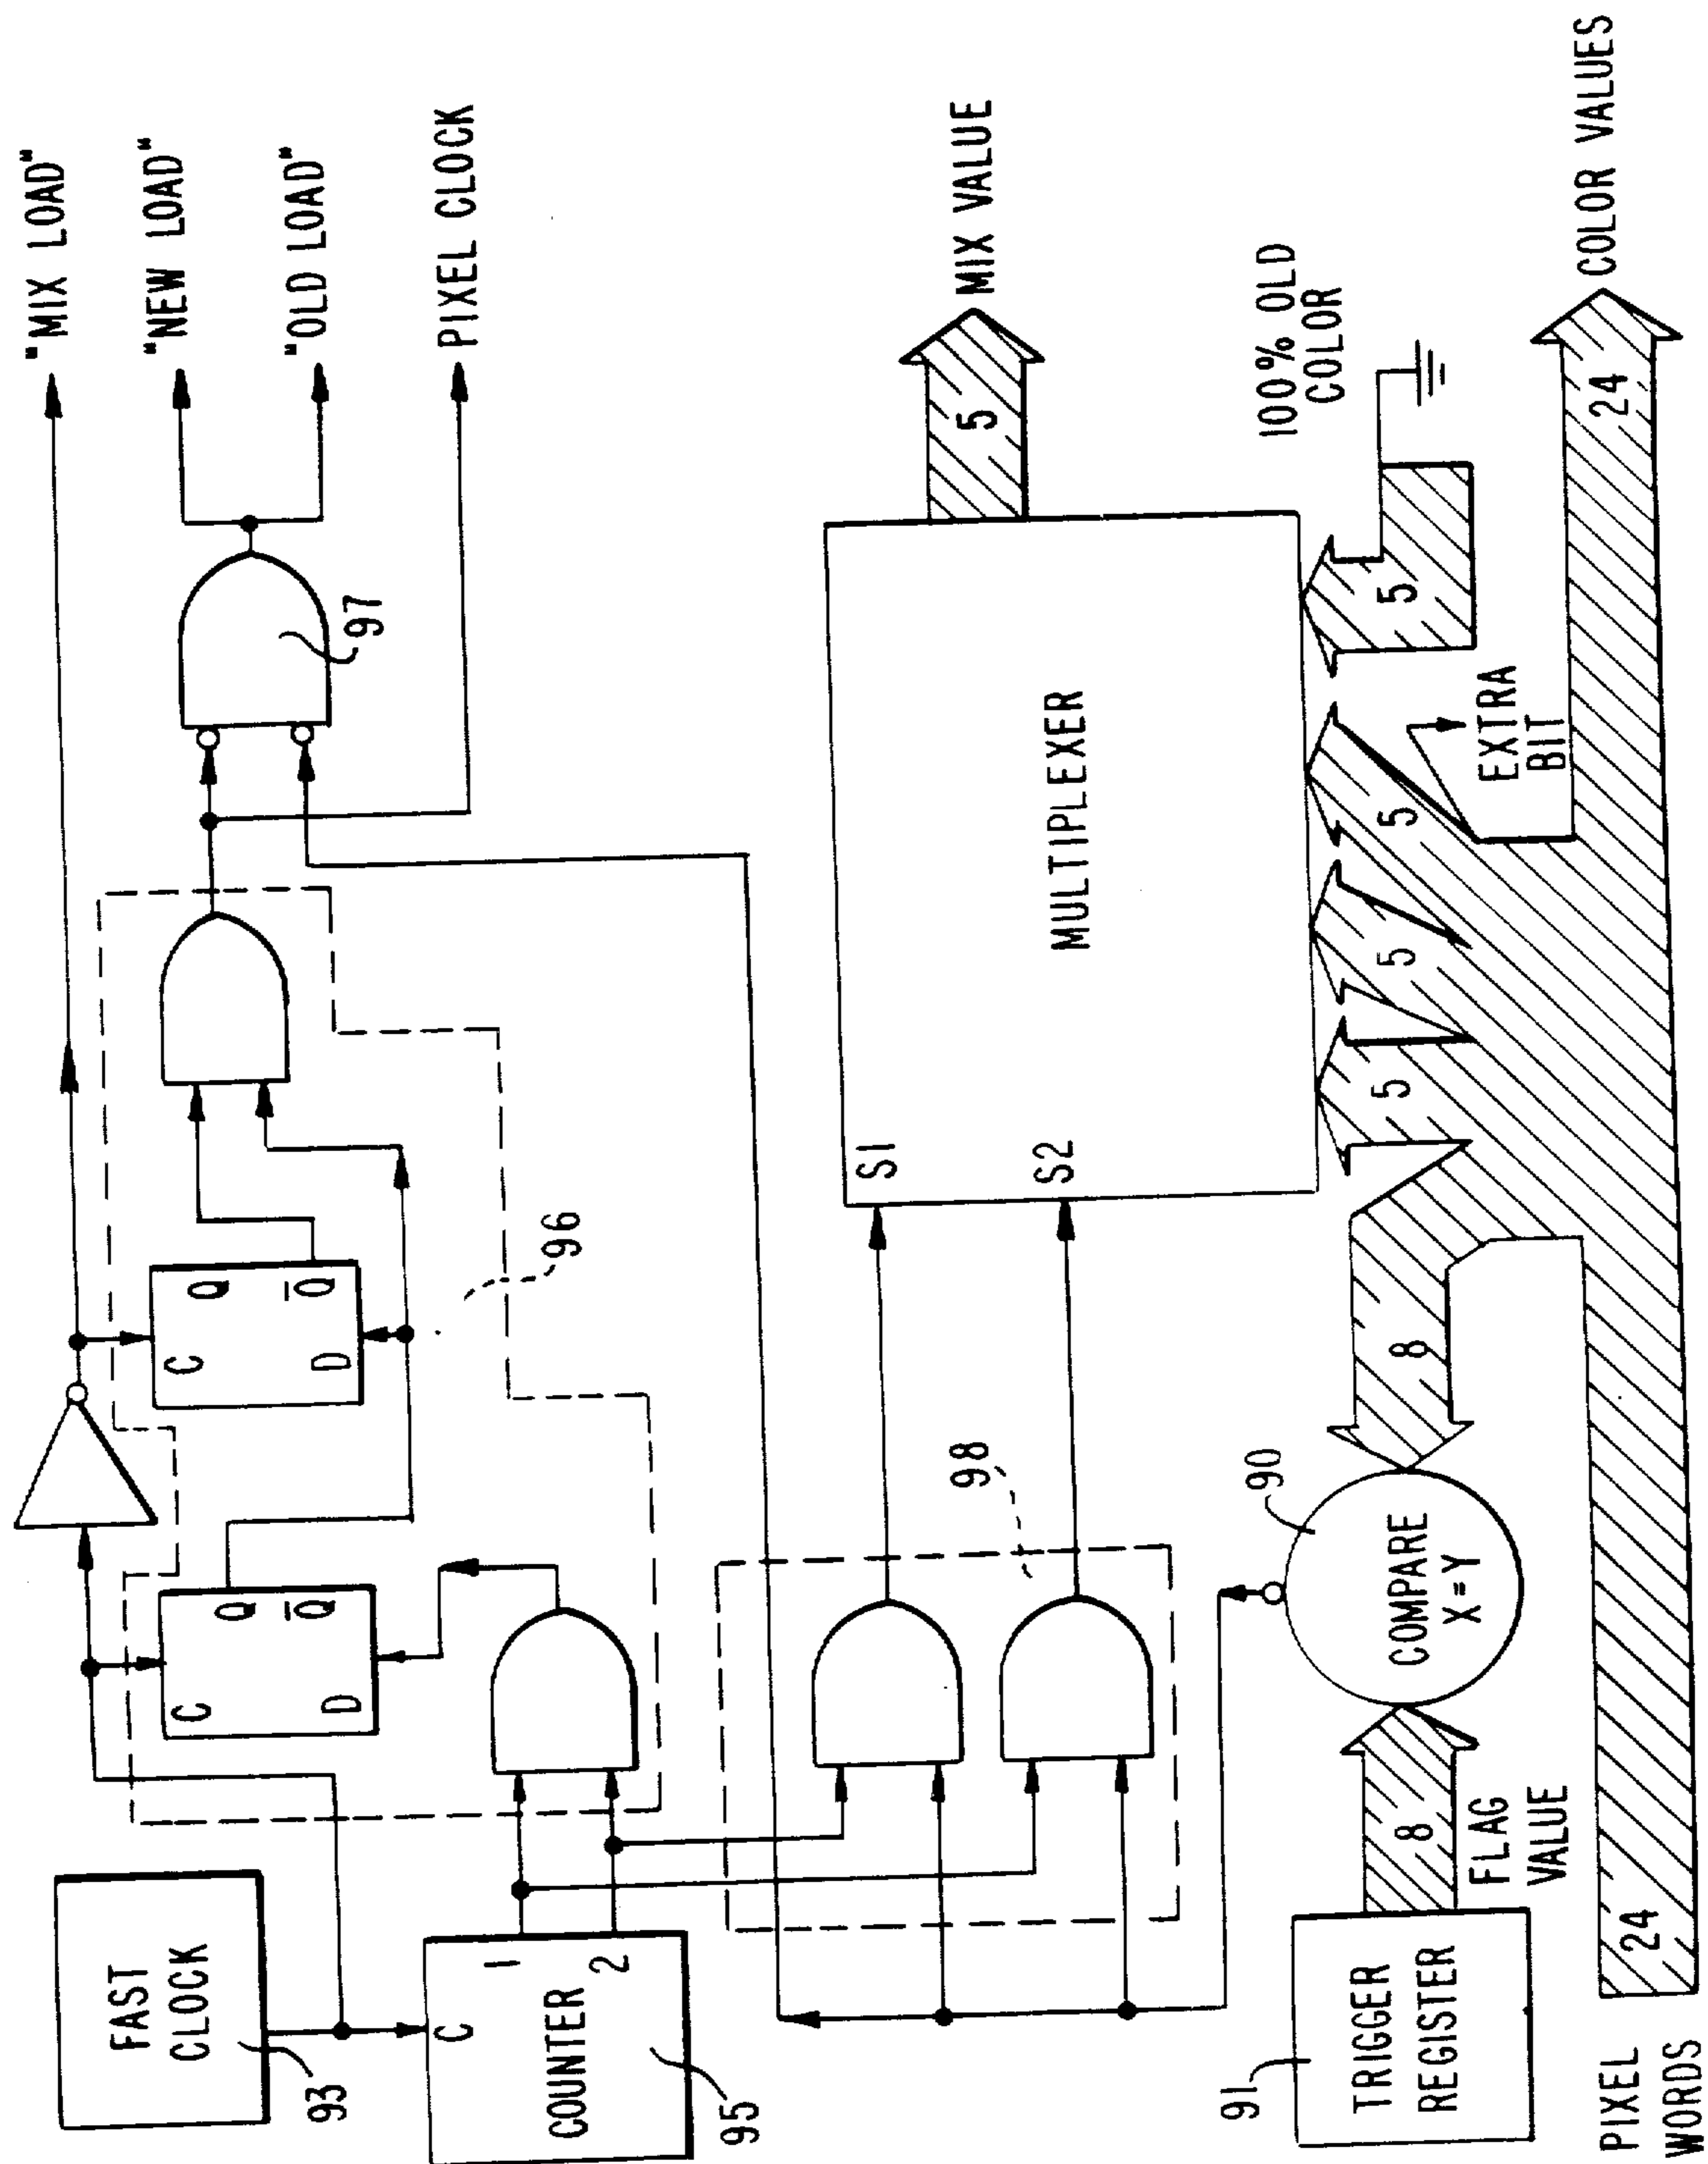 "MIX LOAD"
"NEW LOAD"
"OLD LOAD"
PIXEL CLOCK
FAST
CLOCK
93
C
Q
Q̅
D
C
Q
Q̅
D
96
97
C
1
2
COUNTER
95
98
S1
S2
MULTIPLEXER
5
MIX VALUE
100% OLD
COLOR
5
5
5
5
EXTRA
BIT
91
TRIGGER
REGISTER
8
FLAG
VALUE
90
COMPARE
X=Y
8
PIXEL
WORDS
24
24
COLOR VALUES